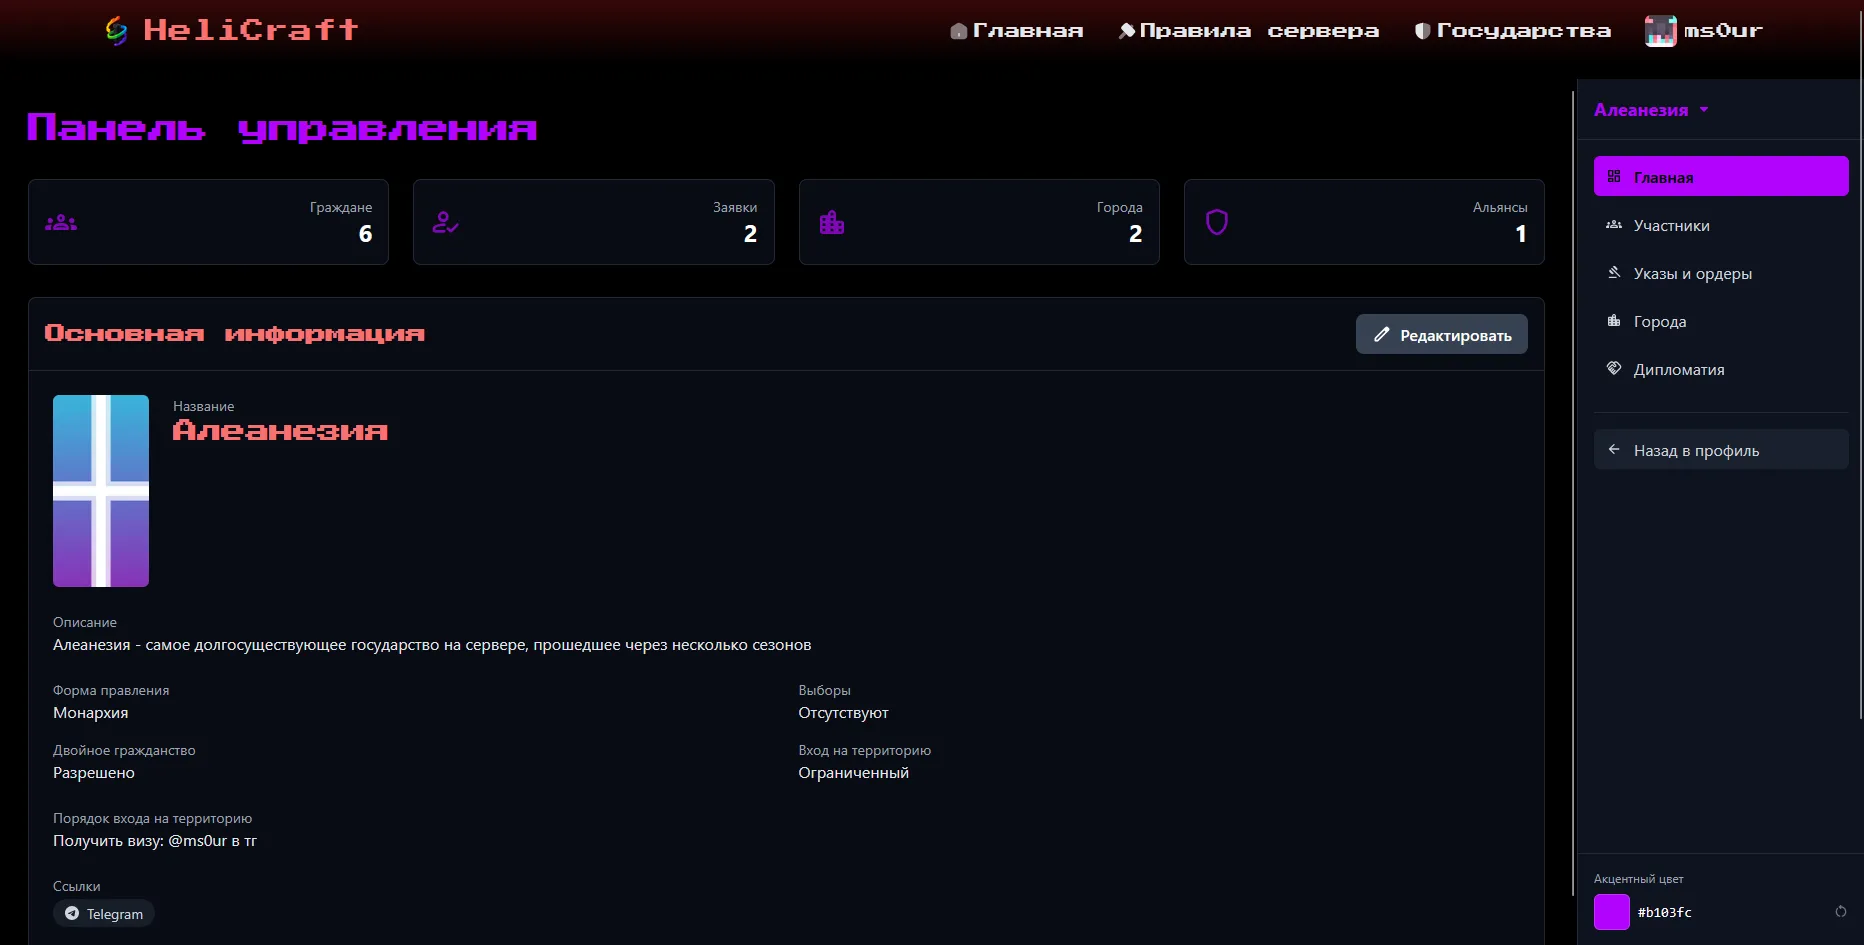 HeliCraft
Главная
Правила сервера
Государства
ms0ur
Панель управления
Граждане
6
Заявки
2
Города
2
Альянсы
1
Основная информация
Редактировать
Название
Алеанезия
Описание
Алеанезия - самое долгосуществующее государство на сервере, прошедшее через несколько сезонов
Форма правления
Монархия
Выборы
Отсутствуют
Двойное гражданство
Разрешено
Вход на территорию
Ограниченный
Порядок входа на территорию
Получить визу: @ms0ur в тг
Ссылки
Telegram
Алеанезия
Главная
Участники
Указы и ордеры
Города
Дипломатия
Назад в профиль
Акцентный цвет
#b103fc